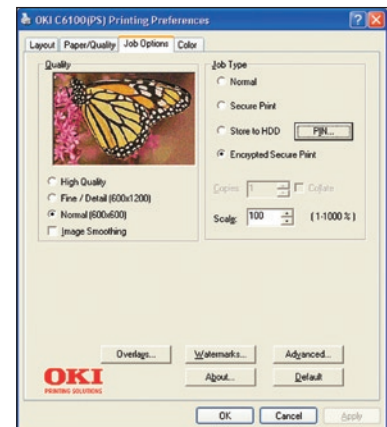 OKI C6100(PS) Printing Preferences
Layout Paper/Quality Job Options Color
Quality
High Quality
Fine / Detail (600x1200)
Normal (600x600)
Image Smoothing
Job Type
Normal
Secure Print
Store to HDD PIN...
Encrypted Secure Print
Copies: 1 Collate
Scale: 100 (1-1000 %)
Overlays... Watermarks... Advanced...
OKI
PRINTING SOLUTIONS
About... Default
OK Cancel Apply